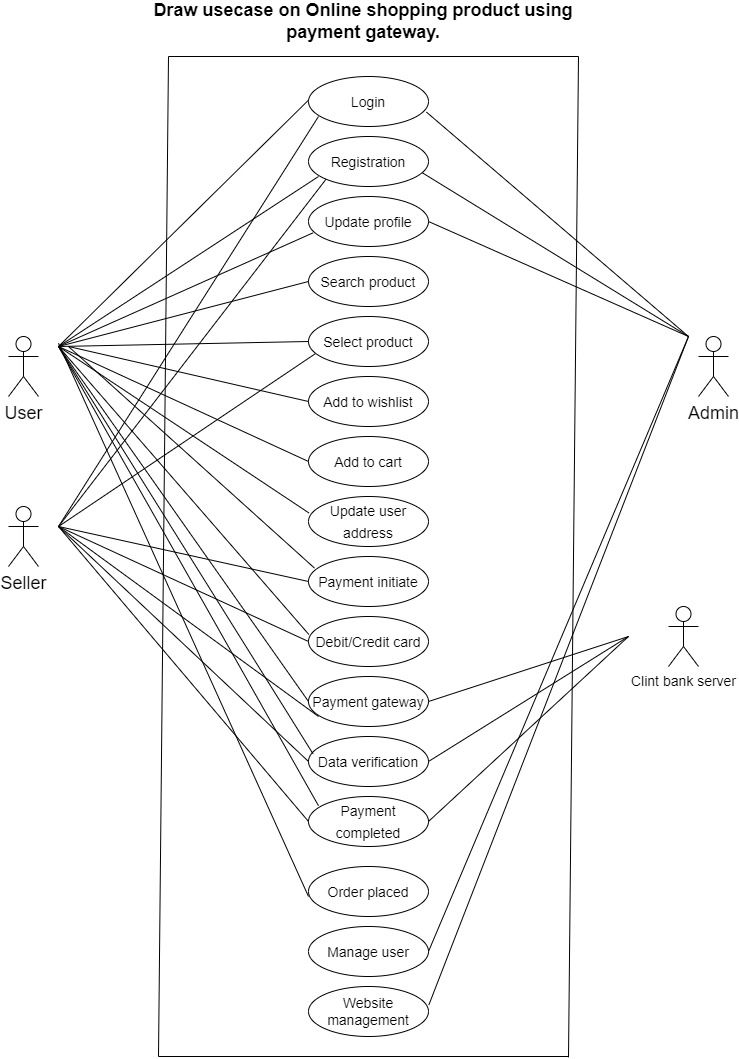 Draw usecase on Online shopping product using
payment gateway.
Login
Registration
Update profile
Search product
Select product
Add to wishlist
Add to cart
Update user
address
Payment initiate
Debit/Credit card
Payment gateway
Data verification
Payment
completed
Order placed
Manage user
Website
management
User
Seller
Admin
Clint bank server